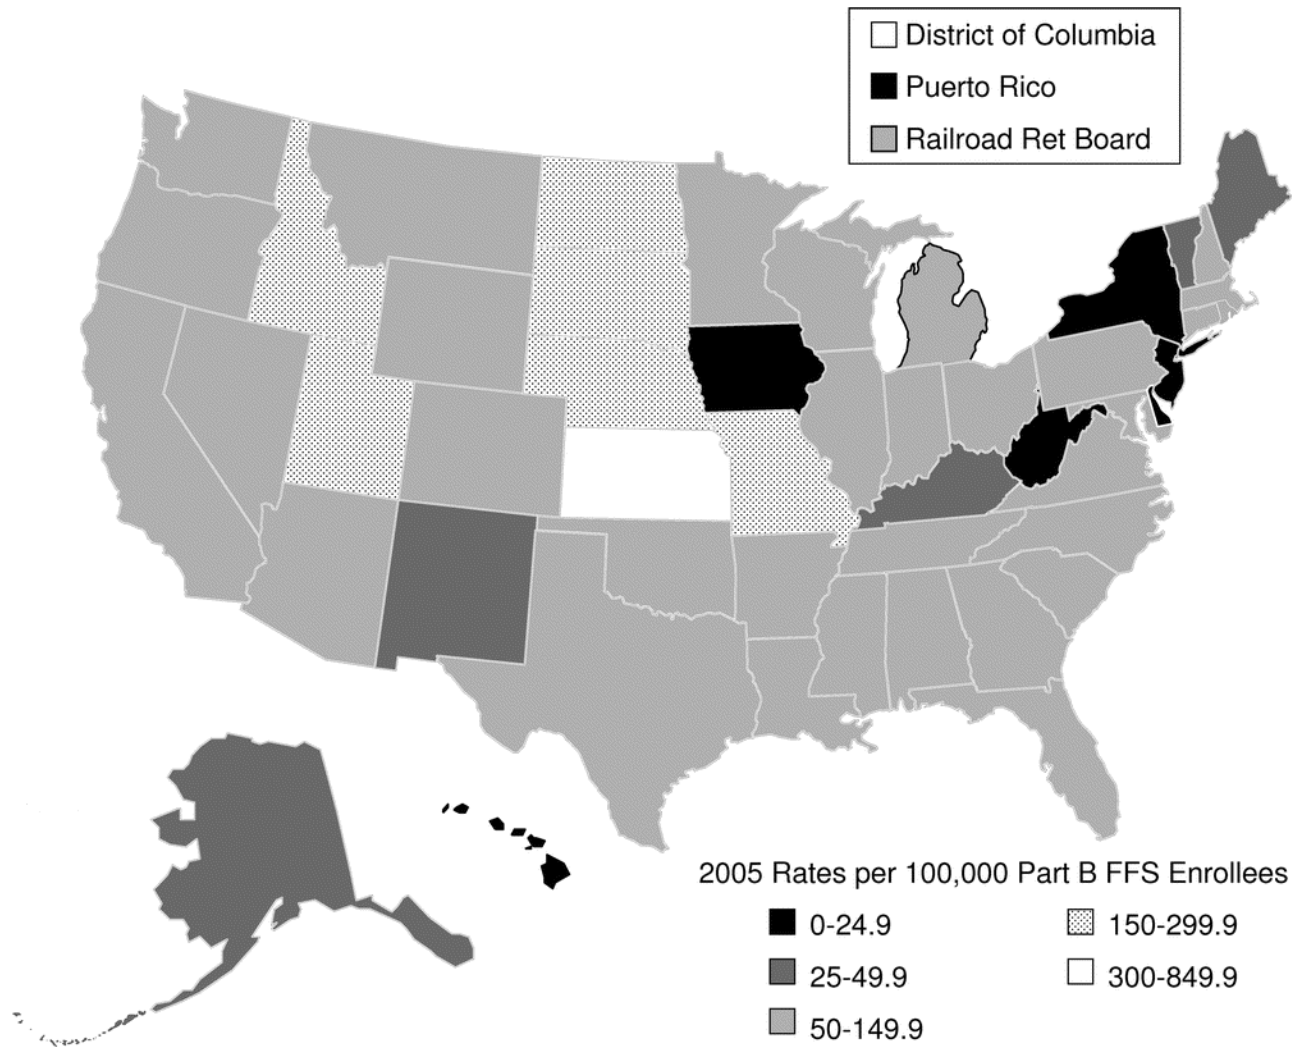 District of Columbia
Puerto Rico
Railroad Ret Board
2005 Rates per 100,000 Part B FFS Enrollees
0-24.9
150-299.9
25-49.9
300-849.9
50-149.9